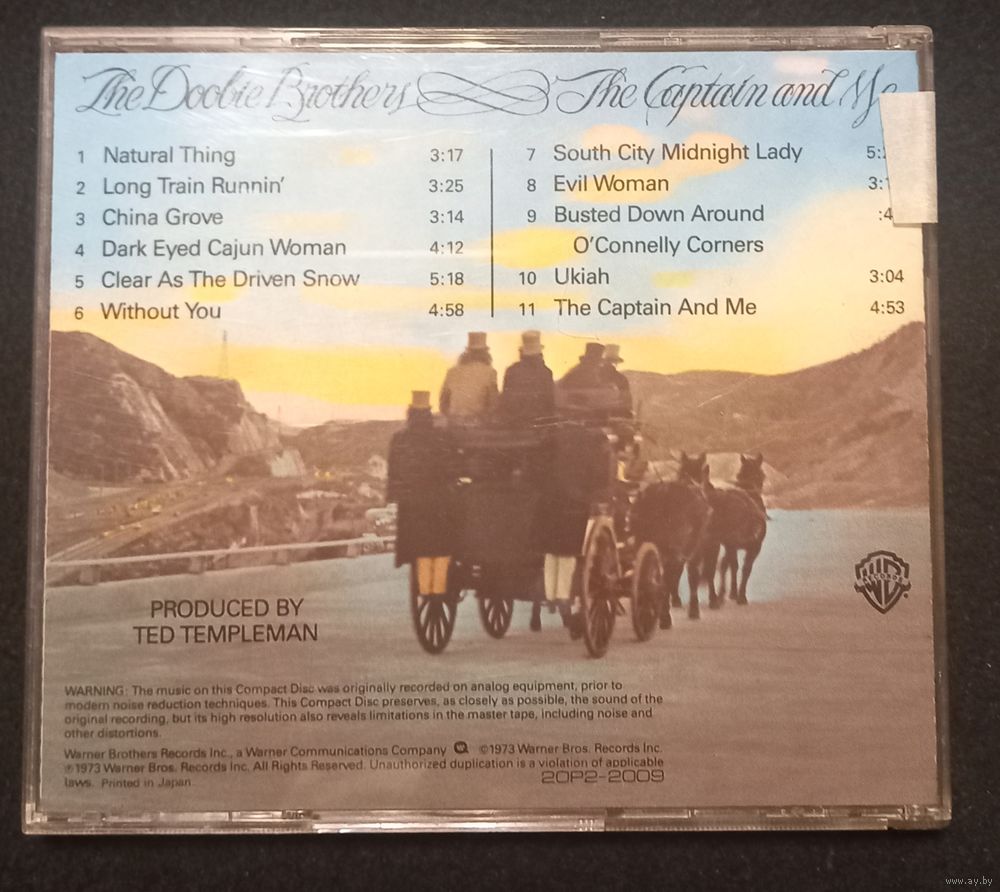 The Doobie Brothers The Captain and Me
1 Natural Thing 3:17
2 Long Train Runnin' 3:25
3 China Grove 3:14
4 Dark Eyed Cajun Woman 4:12
5 Clear As The Driven Snow 5:18
6 Without You 4:58
7 South City Midnight Lady 5:
8 Evil Woman 3:
9 Busted Down Around :4
O'Connelly Corners
10 Ukiah 3:04
11 The Captain And Me 4:53
PRODUCED BY
TED TEMPLEMAN
WB RECORDS
WARNING: The music on this Compact Disc was originally recorded on analog equipment, prior to
modern noise reduction techniques. This Compact Disc preserves, as closely as possible, the sound of the
original recording, but its high resolution also reveals limitations in the master tape, including noise and
other distortions.
Warner Brothers Records Inc., a Warner Communications Company ©1973 Warner Bros. Records Inc.
℗1973 Warner Bros. Records Inc. All Rights Reserved. Unauthorized duplication is a violation of applicable
laws. Printed in Japan.
20P2-2009
www.ay.by